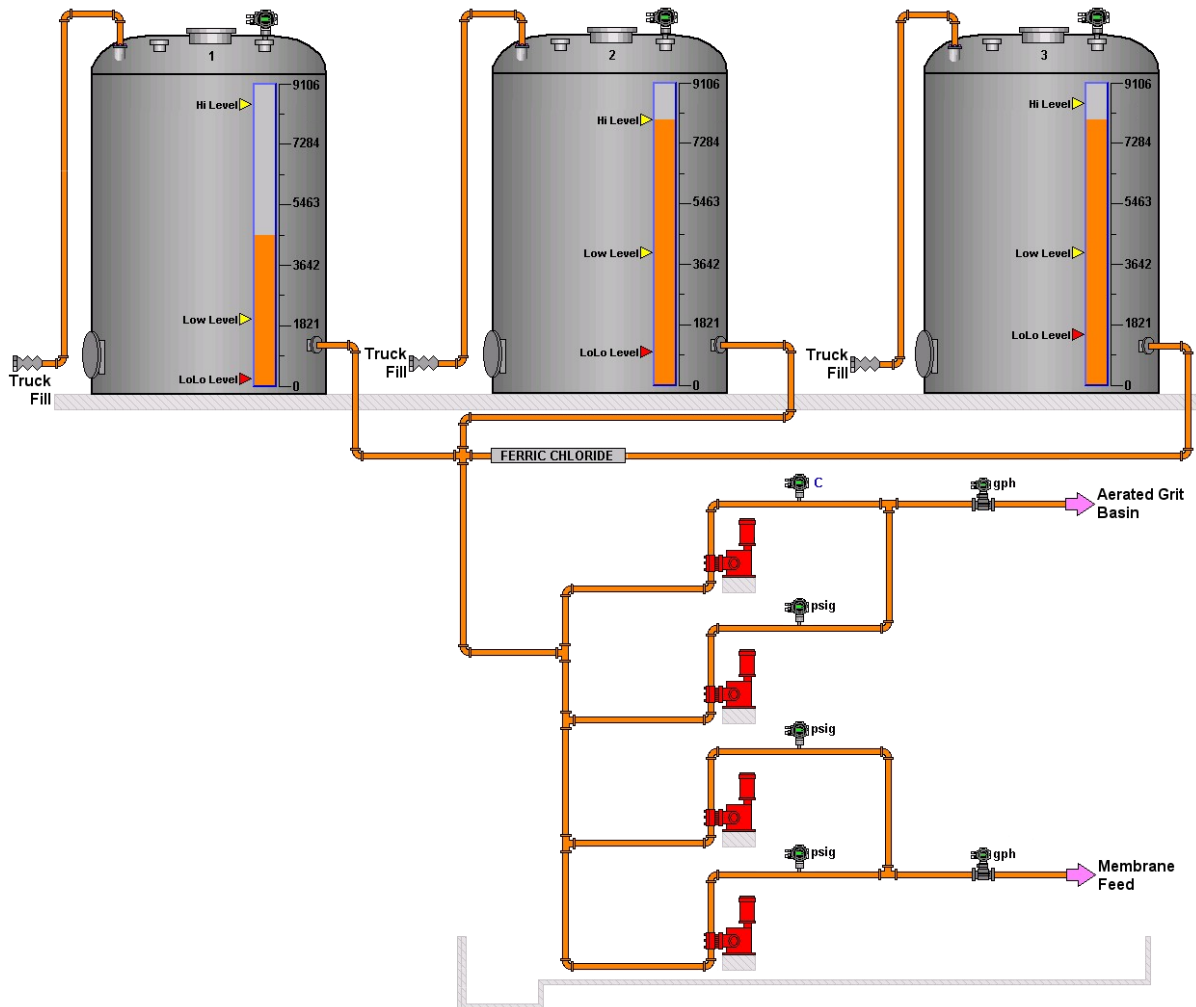 1
9106
Hi Level
7284
5463
3642
Low Level
1821
LoLo Level
0
Truck
Fill
2
9106
Hi Level
7284
5463
Low Level
3642
1821
LoLo Level
0
Truck
Fill
3
9106
Hi Level
7284
5463
Low Level
3642
LoLo Level
1821
0
Truck
Fill
FERRIC CHLORIDE
C
gph
Aerated Grit
Basin
psig
psig
psig
gph
Membrane
Feed